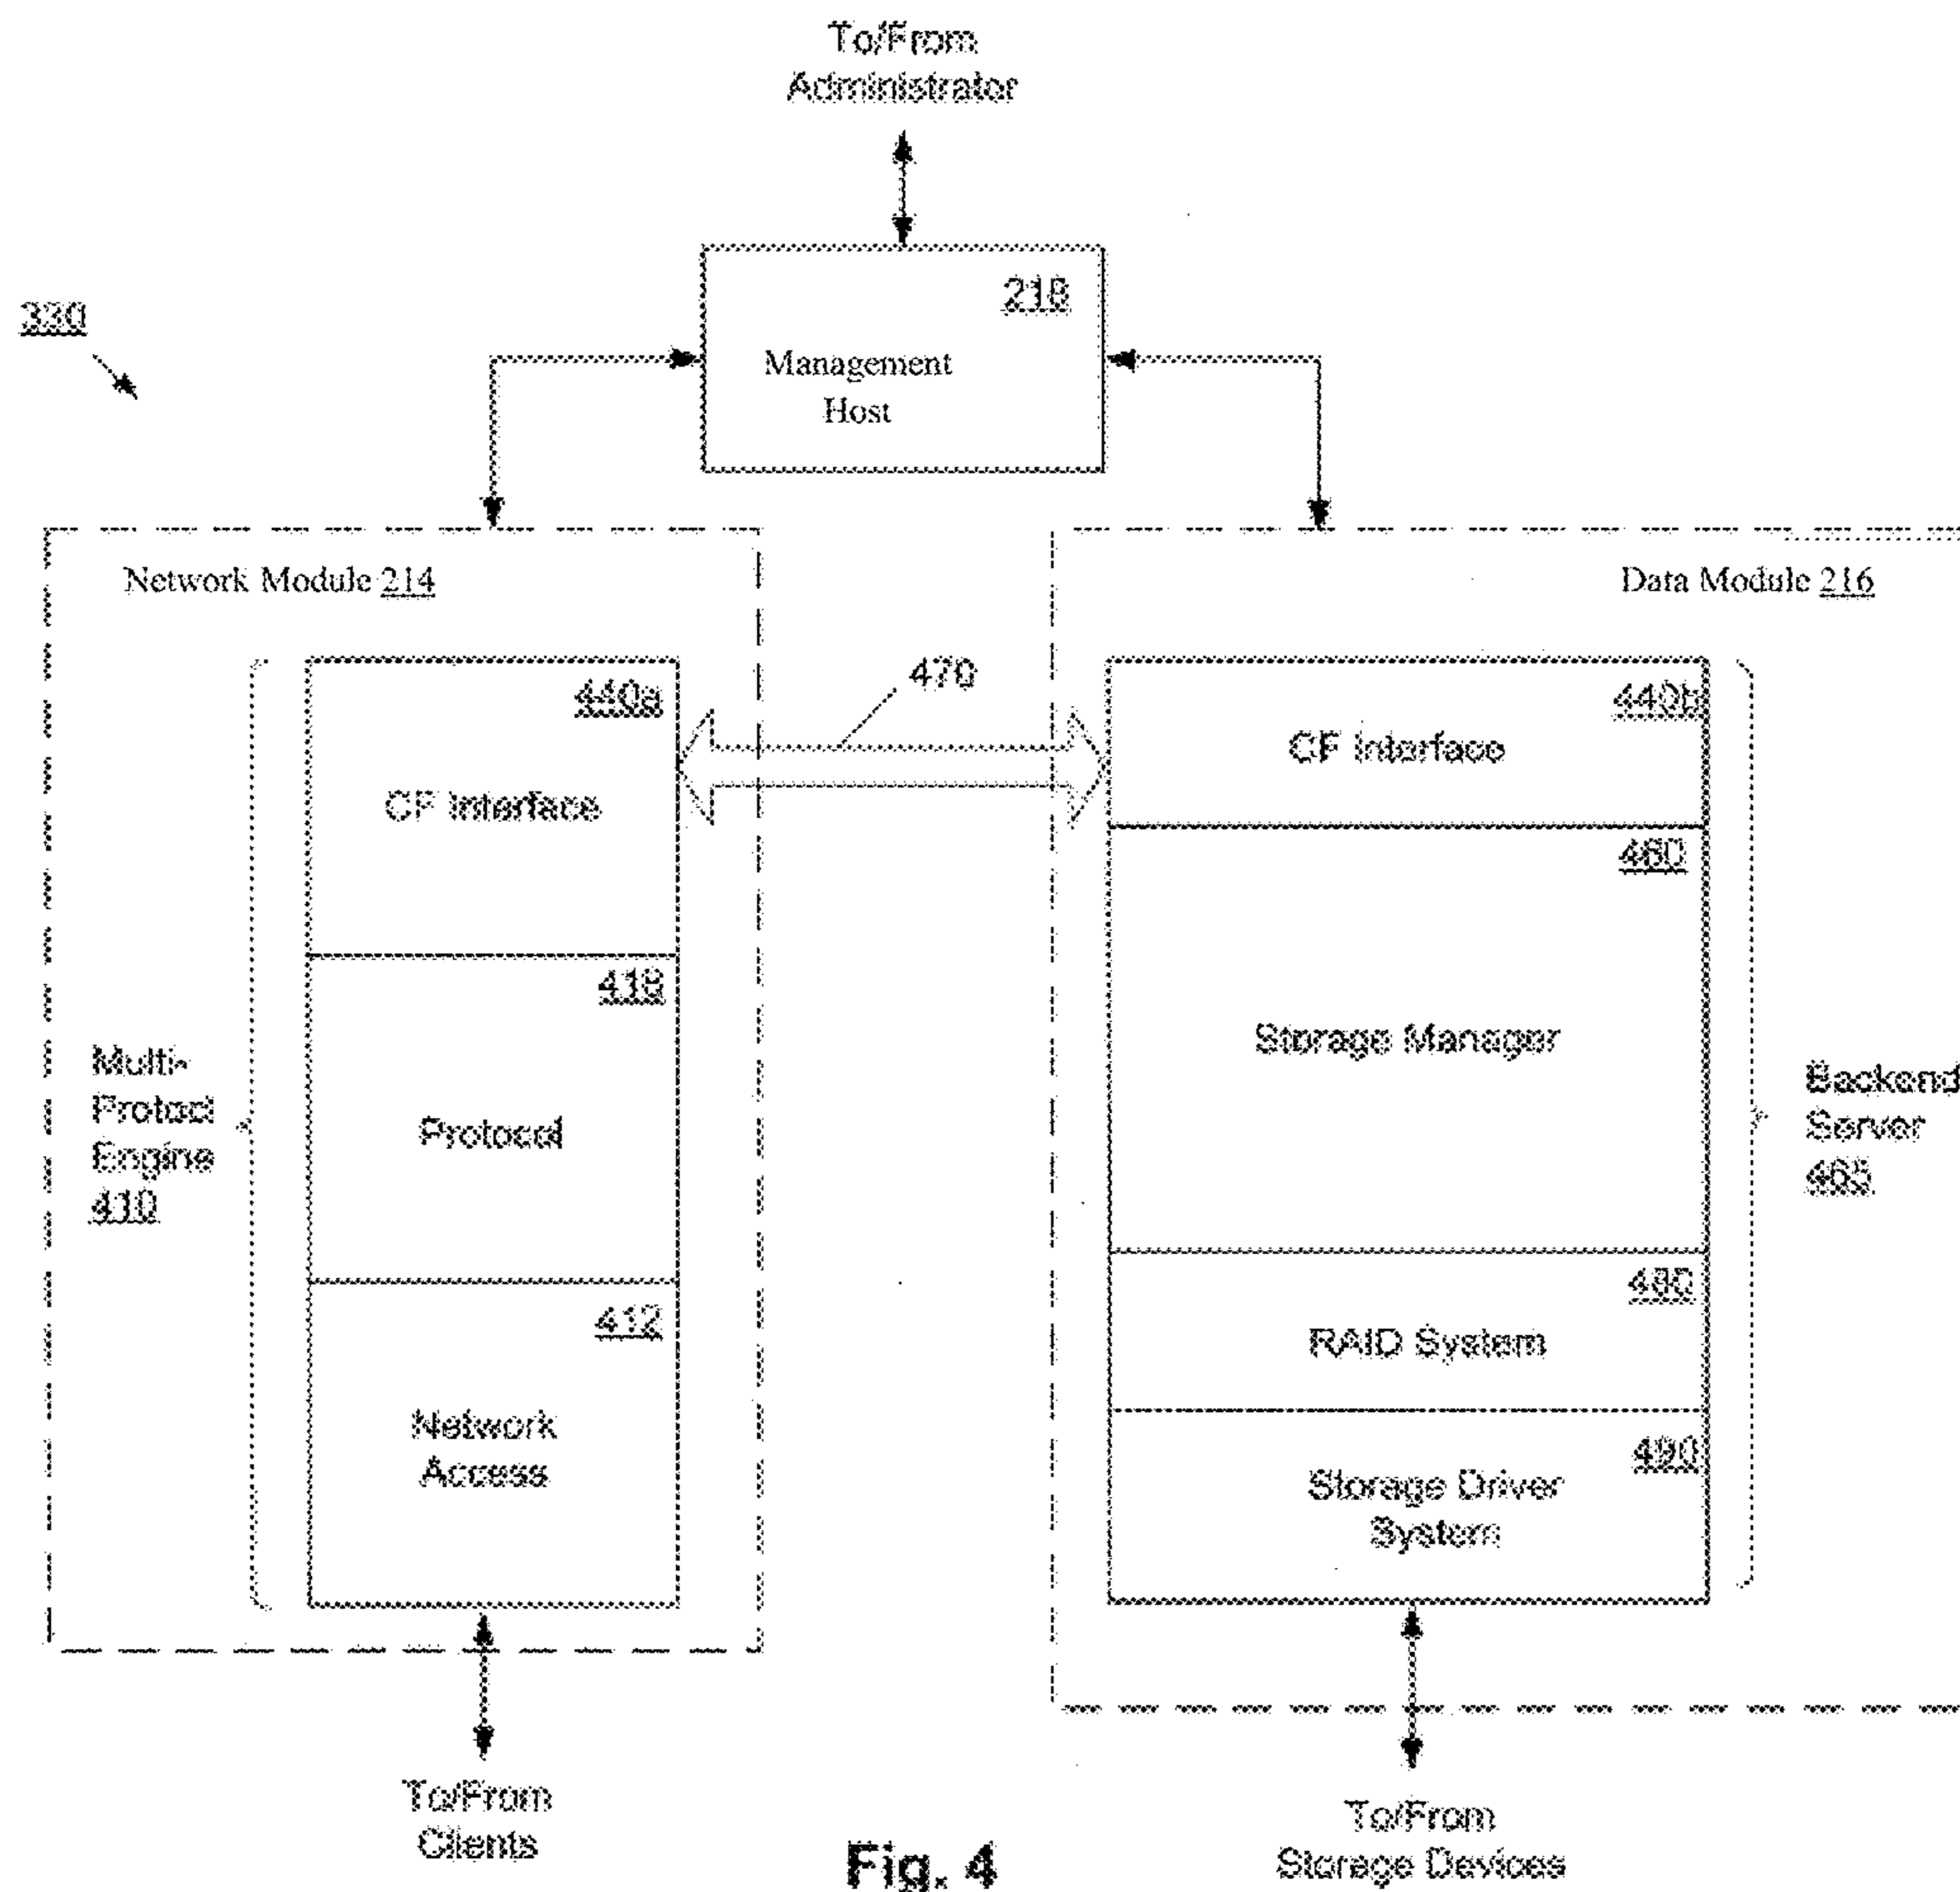 To/From
Administrator
330
218
Management
Host
Network Module 214
Data Module 216
440a
CF Interface
470
440b
CF Interface
460
Storage Manager
418
Protocol
Multi-
Protocl
Engine
410
Backend
Server
465
412
Network
Access
480
RAID System
490
Storage Driver
System
To/From
Clients
To/From
Storage Devices
Fig. 4